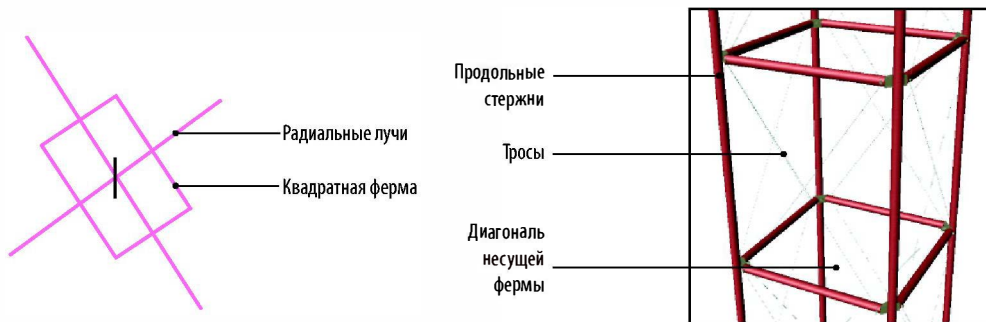 Радиальные лучи
Квадратная ферма
Продольные
стержни
Тросы
Диагональ
несущей
фермы